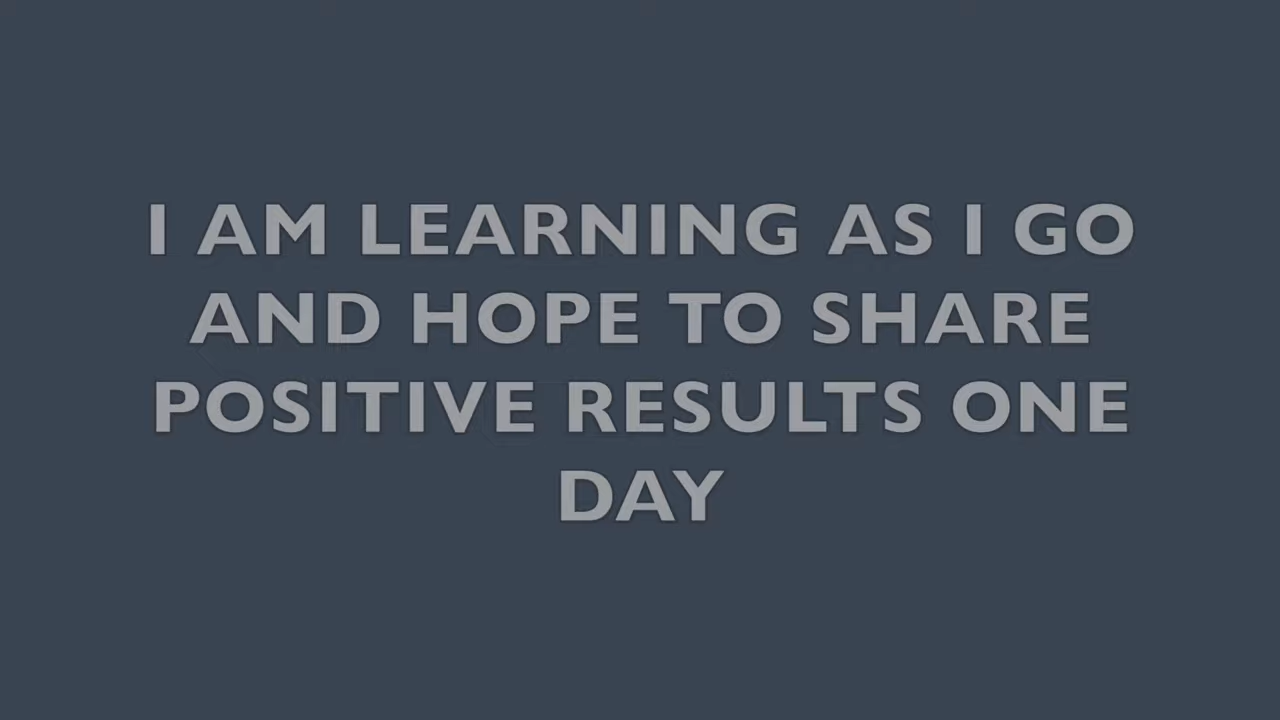 I AM LEARNING AS I GO
AND HOPE TO SHARE
POSITIVE RESULTS ONE
DAY